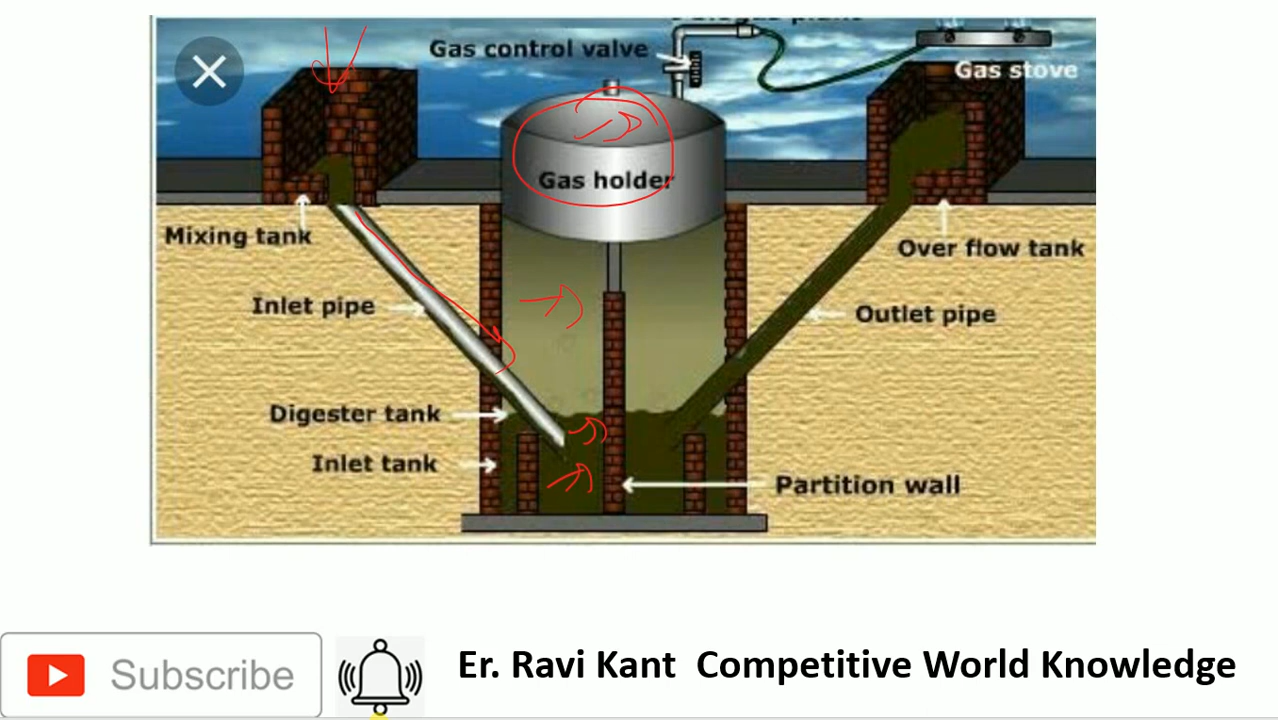 Gas control valve
Gas stove
Gas holder
Mixing tank
Over flow tank
Inlet pipe
Outlet pipe
Digester tank
Inlet tank
Partition wall
Subscribe
Er. Ravi Kant Competitive World Knowledge